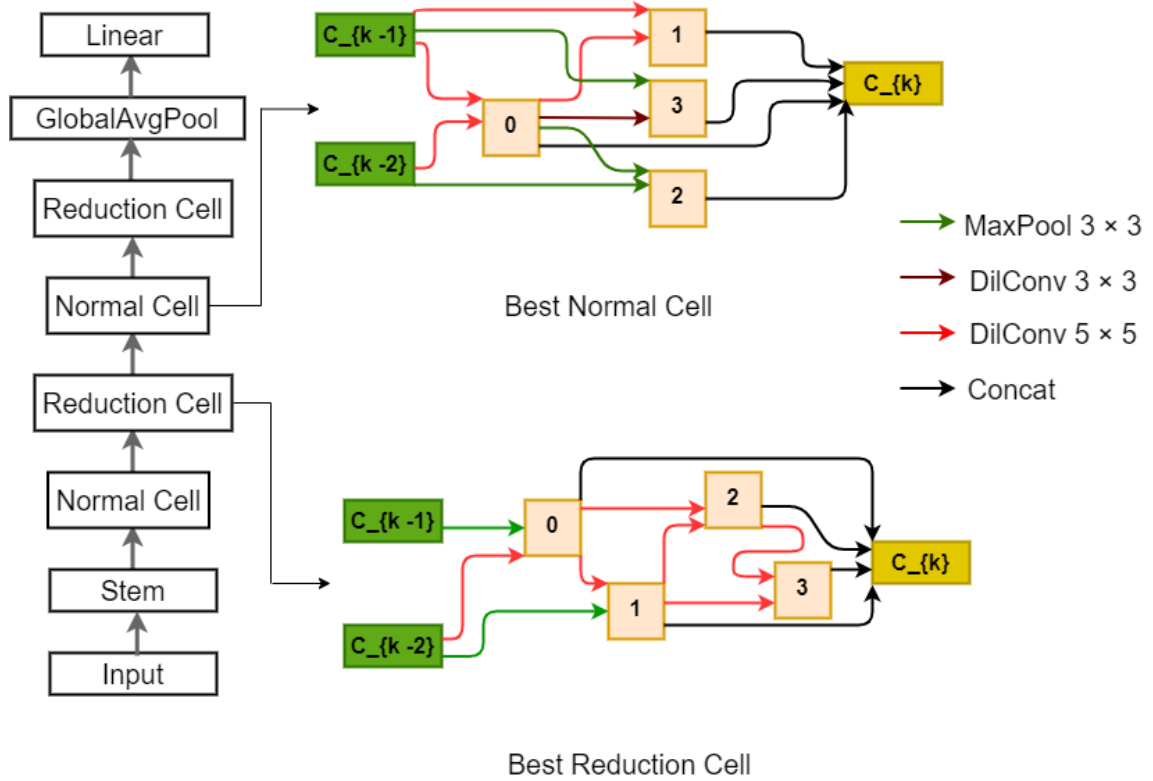 Linear
GlobalAvgPool
Reduction Cell
Normal Cell
Reduction Cell
Normal Cell
Stem
Input
C_{k -1}
C_{k -2}
0
1
3
2
C_{k}
Best Normal Cell
MaxPool 3 × 3
DilConv 3 × 3
DilConv 5 × 5
Concat
C_{k -1}
C_{k -2}
0
1
2
3
C_{k}
Best Reduction Cell